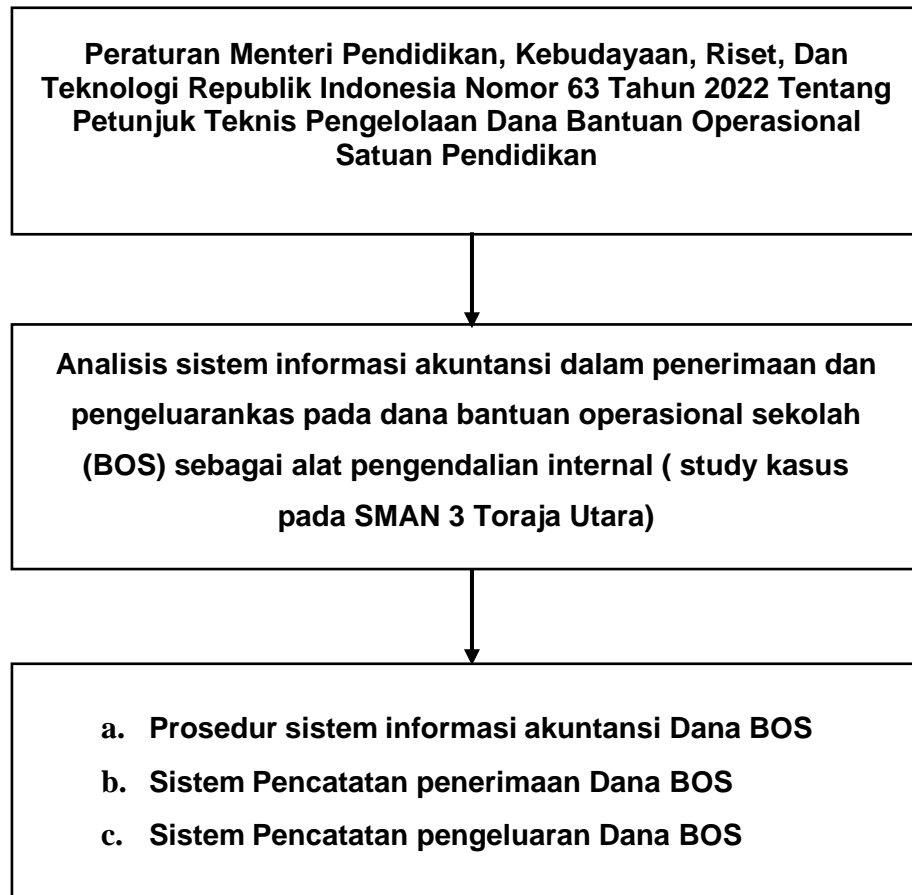 Peraturan Menteri Pendidikan, Kebudayaan, Riset, Dan
Teknologi Republik Indonesia Nomor 63 Tahun 2022 Tentang
Petunjuk Teknis Pengelolaan Dana Bantuan Operasional
Satuan Pendidikan
Analisis sistem informasi akuntansi dalam penerimaan dan
pengeluarankas pada dana bantuan operasional sekolah
(BOS) sebagai alat pengendalian internal ( study kasus
pada SMAN 3 Toraja Utara)
a. Prosedur sistem informasi akuntansi Dana BOS
b. Sistem Pencatatan penerimaan Dana BOS
c. Sistem Pencatatan pengeluaran Dana BOS